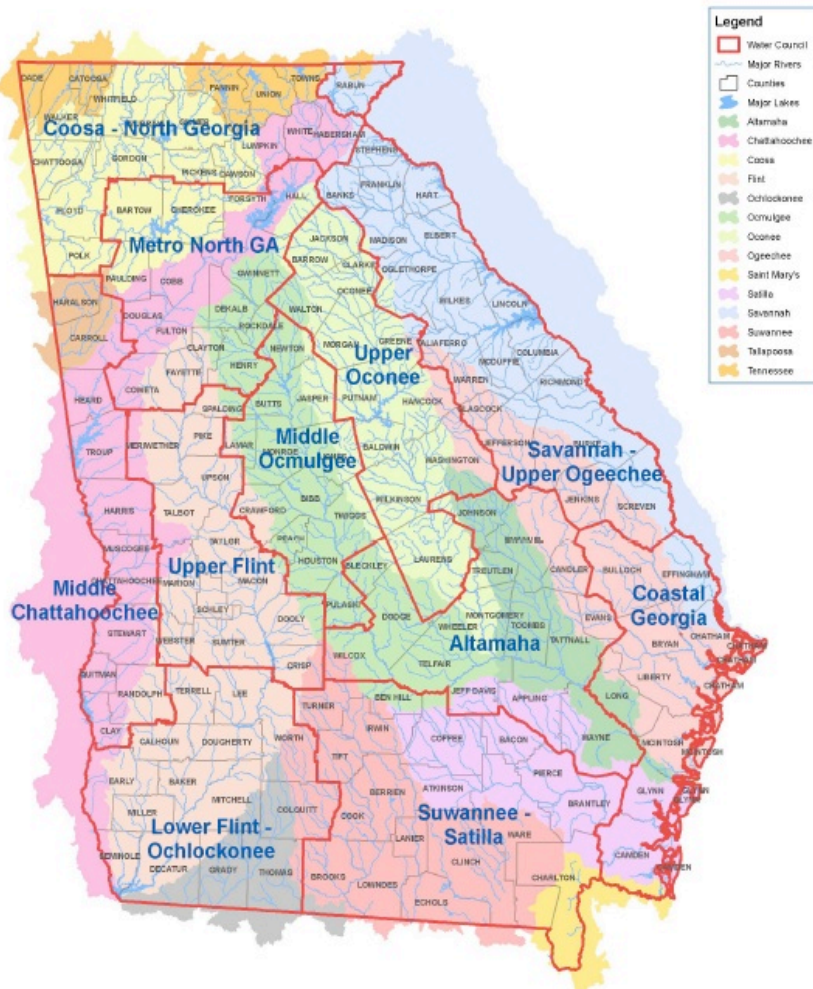 Legend
Water Council
Major Rivers
Counties
Major Lakes
Altamaha
Chattahoochee
Coosa
Flint
Ochlockonee
Ocmulgee
Oconee
Ogeechee
Saint Mary's
Satilla
Savannah
Suwannee
Tallapoosa
Tennessee
DADE
CATOOSA
WALKER
WHITFIELD
FANNIN
UNION
TOWNS
RABUN
Coosa - North Georgia
WHITE
HABERSHAM
LUMPKIN
STEPHENS
CHATTOOGA
GORDON
PICKENS
DAWSON
FRANKLIN
HART
FLOYD
BARTOW
CHEROKEE
FORSYTH
HALL
BANKS
Metro North GA
JACKSON
MADISON
ELBERT
POLK
PAULDING
COBB
GWINNETT
BARROW
CLARKE
OGLETHORPE
HARALSON
DOUGLAS
FULTON
DEKALB
ROCKDALE
WALTON
OCONEE
WILKES
LINCOLN
CARROLL
CLAYTON
NEWTON
MORGAN
GREENE
TALIAFERRO
COLUMBIA
MCDUFFIE
FAYETTE
HENRY
Upper
Oconee
WARREN
RICHMOND
HEARD
COWETA
SPALDING
BUTTS
JASPER
PUTNAM
HANCOCK
GLASCOCK
TROUP
MERIWETHER
PIKE
LAMAR
MONROE
Middle
Ocmulgee
BALDWIN
JEFFERSON
BURKE
Savannah -
Upper Ogeechee
UPSON
WASHINGTON
HARRIS
TALBOT
CRAWFORD
BIBB
TWIGGS
WILKINSON
JOHNSON
JENKINS
SCREVEN
MUSCOGEE
TAYLOR
PEACH
HOUSTON
BLECKLEY
LAURENS
TREUTLEN
CANDLER
BULLOCH
EFFINGHAM
Middle
Chattahoochee
CHATTAHOOCHEE
MARION
Upper Flint
MACON
SCHLEY
DOOLY
PULASKI
DODGE
MONTGOMERY
WHEELER
TOOMBS
TATTNALL
EVANS
Coastal
Georgia
BRYAN
CHATHAM
CHATHAM
CHATHAM
CHATHAM
STEWART
WEBSTER
SUMTER
CRISP
WILCOX
TELFAIR
Altamaha
LIBERTY
QUITMAN
RANDOLPH
TERRELL
LEE
TURNER
BEN HILL
JEFF DAVIS
APPLING
LONG
WAYNE
MCINTOSH
MCINTOSH
CLAY
CALHOUN
DOUGHERTY
WORTH
TIFT
IRWIN
COFFEE
BACON
PIERCE
EARLY
BAKER
MITCHELL
COLQUITT
BERRIEN
COOK
ATKINSON
BRANTLEY
GLYNN
GLYNN
GLYNN
MILLER
Lower Flint -
Ochlockonee
Suwannee -
Satilla
LANIER
WARE
CLINCH
SEMINOLE
DECATUR
GRADY
THOMAS
BROOKS
LOWNDES
ECHOLS
CHARLTON
CAMDEN
CAMDEN